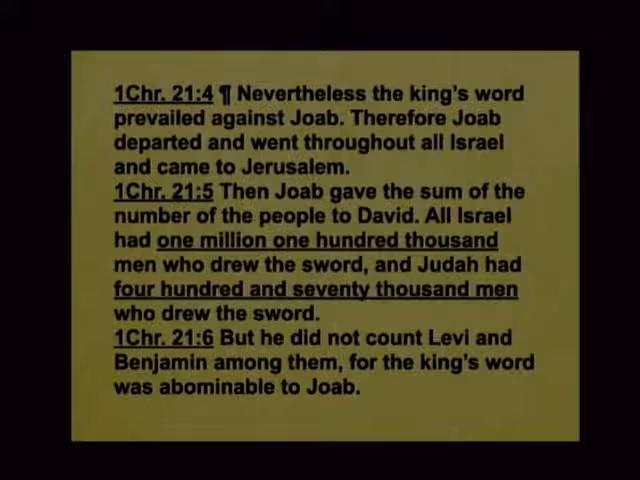 1Chr. 21:4 ¶ Nevertheless the king's word
prevailed against Joab. Therefore Joab
departed and went throughout all Israel
and came to Jerusalem.
1Chr. 21:5 Then Joab gave the sum of the
number of the people to David. All Israel
had one million one hundred thousand
men who drew the sword, and Judah had
four hundred and seventy thousand men
who drew the sword.
1Chr. 21:6 But he did not count Levi and
Benjamin among them, for the king's word
was abominable to Joab.